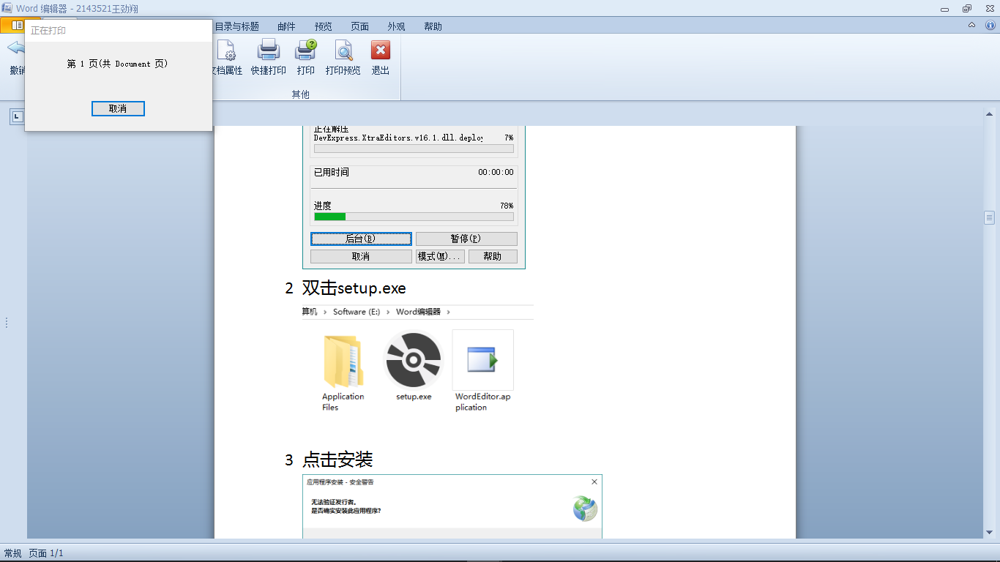 Word 编辑器 - 2143521王劲翔
目录与标题 邮件 预览 页面 外观 帮助
正在打印
第 1 页(共 Document 页)
取消
撤销
文档属性 快捷打印 打印 打印预览 退出
其他
正在解压
DevExpress.XtraEditors.v16.1.dll.deploy 7%
已用时间 00:00:00
进度 78%
后台(B) 暂停(P)
取消 模式(M)... 帮助
2 双击setup.exe
算机 › Software (E:) › Word编辑器 ›
Application
Files
setup.exe
WordEditor.ap
plication
3 点击安装
应用程序安装 - 安全警告
无法验证发行者。
是否确实安装此应用程序?
常规 页面 1/1